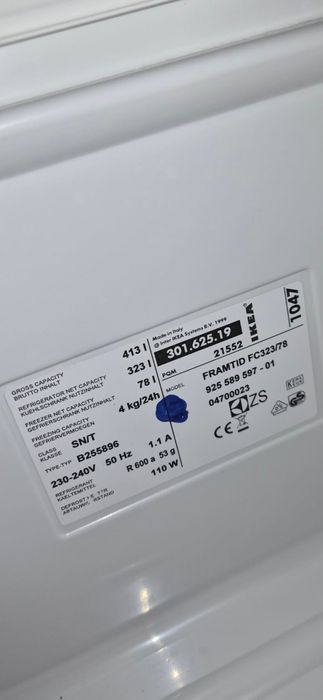 GROSS CAPACITY 413 l
BRUTTO INHALT
REFRIGERATOR NET CAPACITY 323 l
KUEHLSCHRANK NUTZINHALT
FREEZER NET CAPACITY 78 l
GEFRIERSCHRANK NUTZINHALT
FREEZING CAPACITY 4 kg/24h
GEFRIERVERMOEGEN
CLASS SN/T
KLASSE
TYPE-TYP B255896
230-240V 50 Hz 1.1 A
REFRIGERANT R 600 a 53 g
KAELTEMITTEL
110 W
Made in Italy
@ Inter IKEA Systems B.V. 1999
301.625.19
PQM 21552
IKEA
1047
MODEL FRAMTID FC323/78
925 589 597 - 01
04700023
ZS
CE